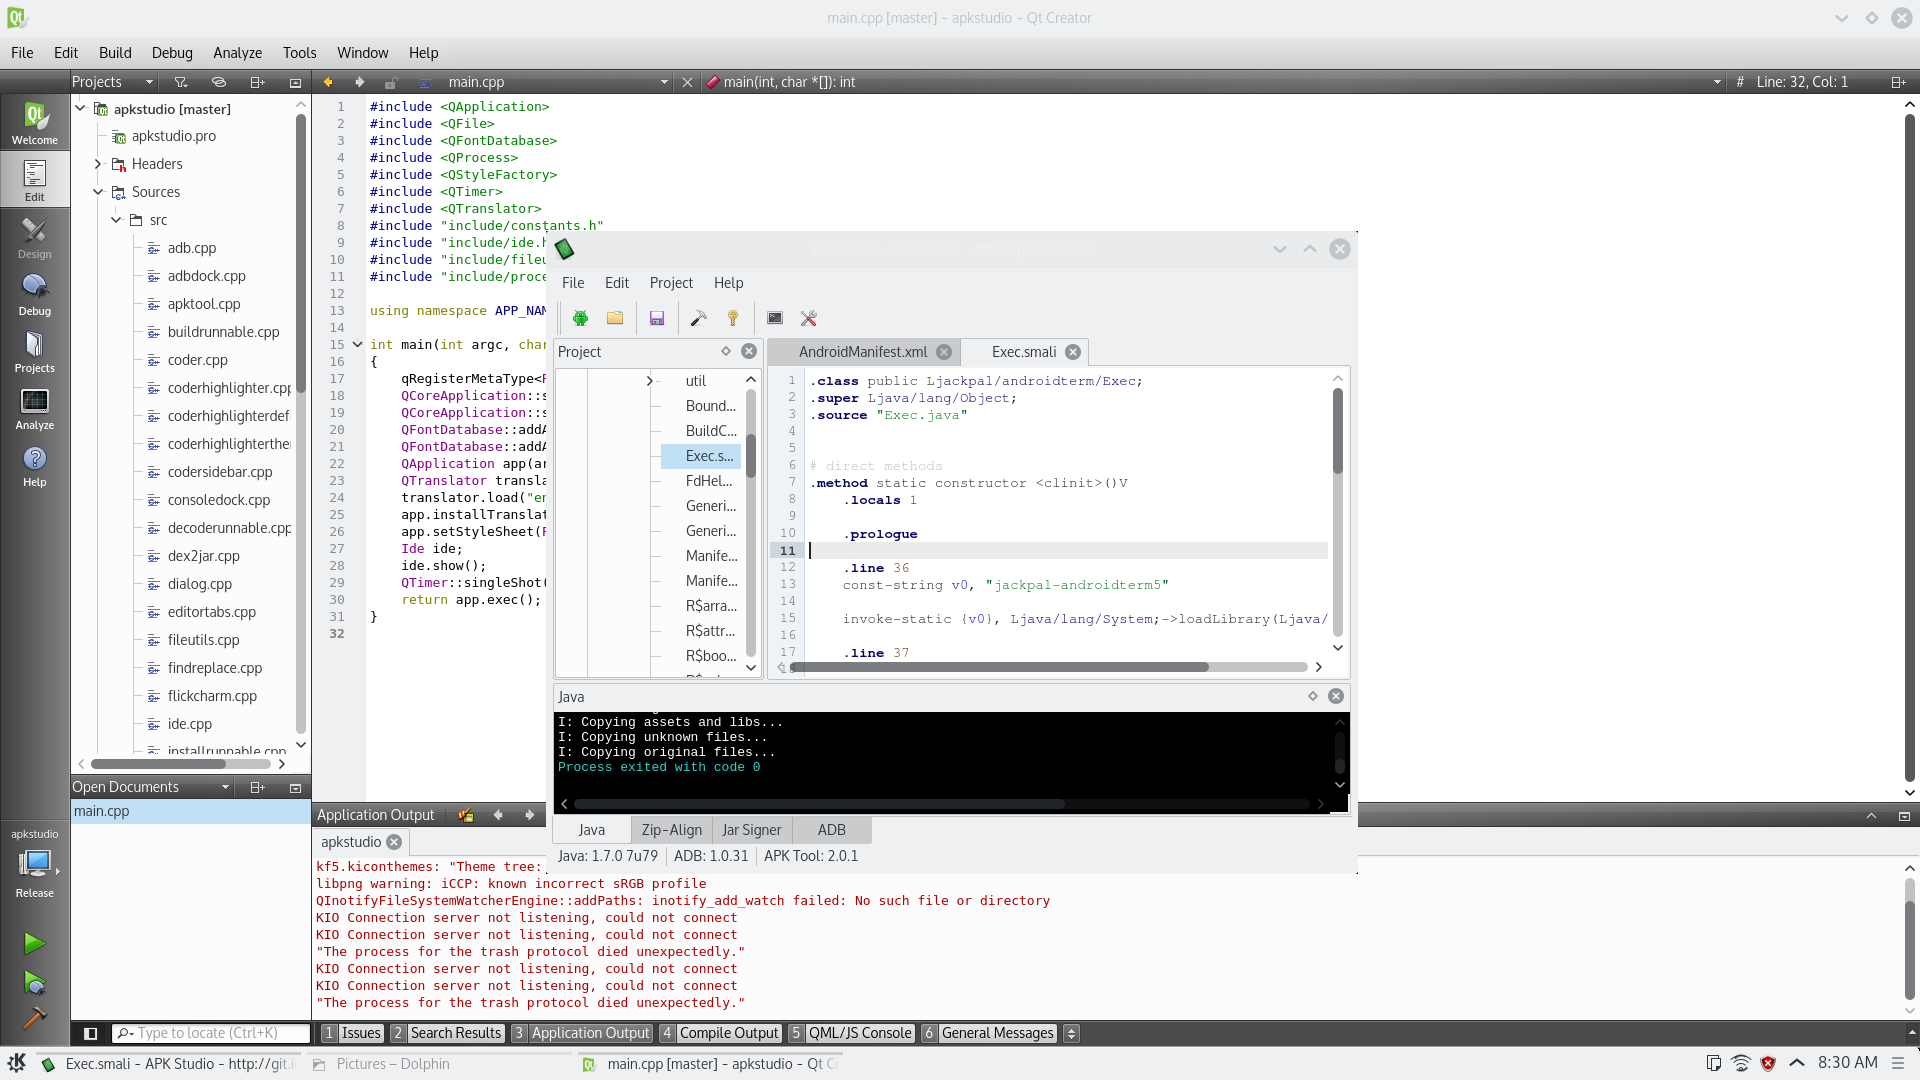 main.cpp [master] - apkstudio - Qt Creator
File Edit Build Debug Analyze Tools Window Help
Projects
main.cpp
main(int, char *[]): int
# Line: 32, Col: 1
Welcome
Edit
Design
Debug
Projects
Analyze
Help
apkstudio
Release
apkstudio [master]
apkstudio.pro
Headers
Sources
src
adb.cpp
adbdock.cpp
apktool.cpp
buildrunnable.cpp
coder.cpp
coderhighlighter.cpp
coderhighlighterdef
coderhighlighterthe
codersidebar.cpp
consoledock.cpp
decoderunnable.cpp
dex2jar.cpp
dialog.cpp
editortabs.cpp
fileutils.cpp
findreplace.cpp
flickcharm.cpp
ide.cpp
installrunnable.cpp
Open Documents
main.cpp
1 #include <QApplication>
2 #include <QFile>
3 #include <QFontDatabase>
4 #include <QProcess>
5 #include <QStyleFactory>
6 #include <QTimer>
7 #include <QTranslator>
8 #include "include/constants.h"
9 #include "include/ide.h
10 #include "include/fileu
11 #include "include/proce
12
13 using namespace APP_NAM
14
15 int main(int argc, char
16 {
17 qRegisterMetaType<
18 QCoreApplication::s
19 QCoreApplication::s
20 QFontDatabase::addA
21 QFontDatabase::addA
22 QApplication app(ar
23 QTranslator transla
24 translator.load("en
25 app.installTranslat
26 app.setStyleSheet(
27 Ide ide;
28 ide.show();
29 QTimer::singleShot(
30 return app.exec();
31 }
32
File Edit Project Help
Project
util
Bound...
BuildC...
Exec.s...
FdHel...
Generi...
Generi...
Manife...
Manife...
R$arra...
R$attr...
R$boo...
AndroidManifest.xml
Exec.smali
1 .class public Ljackpal/androidterm/Exec;
2 .super Ljava/lang/Object;
3 .source "Exec.java"
4
5
6 # direct methods
7 .method static constructor <clinit>()V
8 .locals 1
9
10 .prologue
11
12 .line 36
13 const-string v0, "jackpal-androidterm5"
14
15 invoke-static {v0}, Ljava/lang/System;->loadLibrary(Ljava/
16
17 .line 37
Java
I: Copying assets and libs...
I: Copying unknown files...
I: Copying original files...
Process exited with code 0
Java Zip-Align Jar Signer ADB
Java: 1.7.0 7u79 ADB: 1.0.31 APK Tool: 2.0.1
Application Output
apkstudio
kf5.kiconthemes: "Theme tree:
libpng warning: iCCP: known incorrect sRGB profile
QInotifyFileSystemWatcherEngine::addPaths: inotify_add_watch failed: No such file or directory
KIO Connection server not listening, could not connect
KIO Connection server not listening, could not connect
"The process for the trash protocol died unexpectedly."
KIO Connection server not listening, could not connect
KIO Connection server not listening, could not connect
"The process for the trash protocol died unexpectedly."
Type to locate (Ctrl+K)
1 Issues 2 Search Results 3 Application Output 4 Compile Output 5 QML/JS Console 6 General Messages
Exec.smali - APK Studio - http://git.i
Pictures - Dolphin
main.cpp [master] - apkstudio - Qt C
8:30 AM